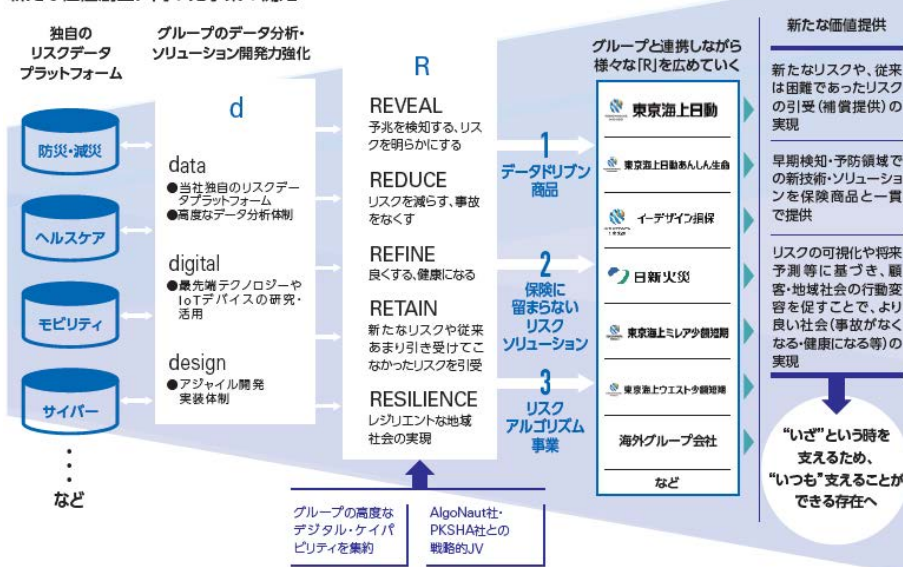 独自の
リスクデータ
プラットフォーム
防災・減災
ヘルスケア
モビリティ
サイバー
・
・
・
など
グループのデータ分析・
ソリューション開発力強化
d
data
●当社独自のリスクデー
タプラットフォーム
●高度なデータ分析体制
digital
●最先端テクノロジーや
IoTデバイスの研究・
活用
design
●アジャイル開発
実装体制
R
REVEAL
予兆を検知する、リス
クを明らかにする
REDUCE
リスクを減らす、事故
をなくす
REFINE
良くする、健康になる
RETAIN
新たなリスクや従来
あまり引き受けてこ
なかったリスクを引受
RESILIENCE
レジリエントな地域
社会の実現
グループの高度な
デジタル・ケイパ
ビリティを集約
AlgoNaut社・
PKSHA社との
戦略的JV
1
データドリブン
商品
2
保険に
留まらない
リスク
ソリューション
3
リスク
アルゴリズム
事業
グループと連携しながら
様々な「R」を広めていく
東京海上日動
東京海上日動あんしん生命
イーデザイン損保
日新火災
東京海上ミレア少額短期
東京海上ウエスト少額短期
海外グループ会社
など
新たな価値提供
新たなリスクや、従来
は困難であったリスク
の引受(補償提供)の
実現
早期検知・予防領域で
の新技術・ソリューショ
ンを保険商品と一貫
で提供
リスクの可視化や将来
予測等に基づき、顧
客・地域社会の行動変
容を促すことで、より
良い社会(事故がなく
なる・健康になる等)の
実現
“いざ”という時を
支えるため、
“いつも”支えることが
できる存在へ